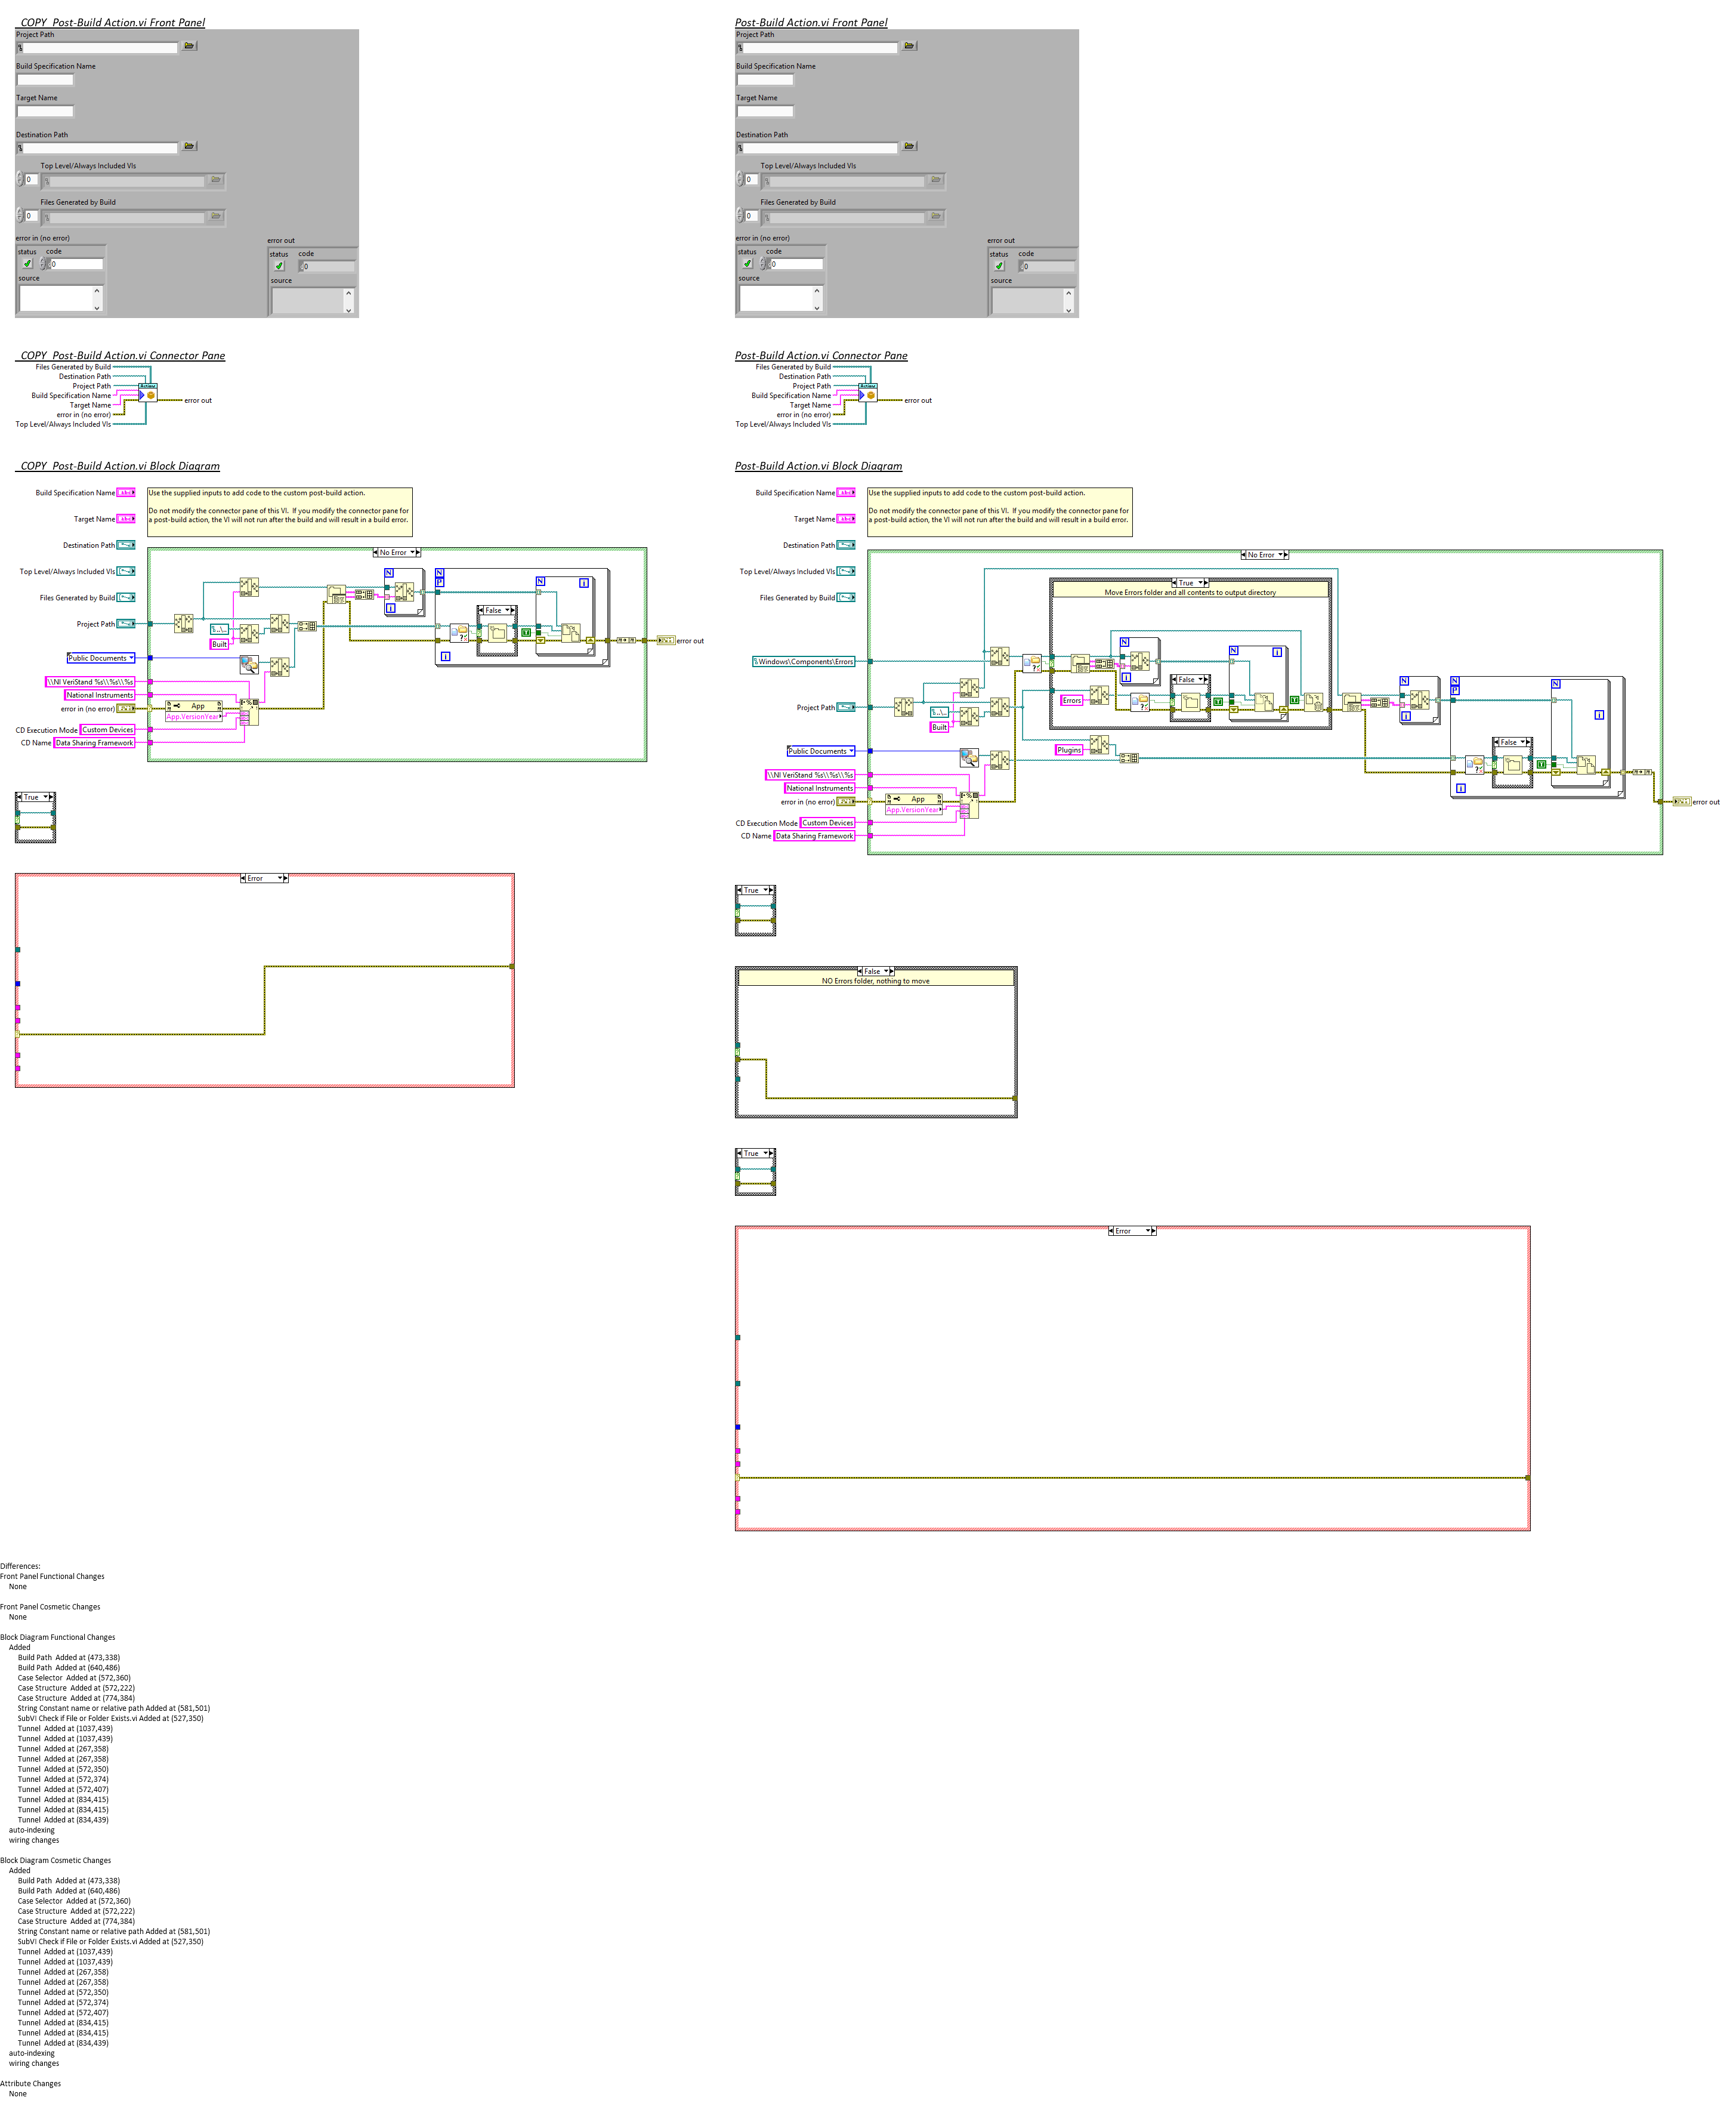 _COPY_Post-Build Action.vi Front Panel
Project Path
Build Specification Name
Target Name
Destination Path
Top Level/Always Included VIs
0
Files Generated by Build
0
error in (no error)
status code
0
source
error out
status code
0
source
Post-Build Action.vi Front Panel
Project Path
Build Specification Name
Target Name
Destination Path
Top Level/Always Included VIs
0
Files Generated by Build
0
error in (no error)
status code
0
source
error out
status code
0
source
_COPY_Post-Build Action.vi Connector Pane
Files Generated by Build
Destination Path
Project Path
Build Specification Name
Target Name
error in (no error)
Top Level/Always Included VIs
error out
Post-Build Action.vi Connector Pane
Files Generated by Build
Destination Path
Project Path
Build Specification Name
Target Name
error in (no error)
Top Level/Always Included VIs
error out
_COPY_Post-Build Action.vi Block Diagram
Build Specification Name
Target Name
Destination Path
Top Level/Always Included VIs
Files Generated by Build
Project Path
Use the supplied inputs to add code to the custom post-build action.
Do not modify the connector pane of this VI. If you modify the connector pane for
a post-build action, the VI will not run after the build and will result in a build error.
No Error
N
i
N
P
i
N
i
False
Built
Public Documents
\\NI VeriStand %s\\%s\\%s
National Instruments
error in (no error)
App
App.VersionYear
CD Execution Mode Custom Devices
CD Name Data Sharing Framework
error out
True
Error
Post-Build Action.vi Block Diagram
Build Specification Name
Target Name
Destination Path
Top Level/Always Included VIs
Files Generated by Build
Use the supplied inputs to add code to the custom post-build action.
Do not modify the connector pane of this VI. If you modify the connector pane for
a post-build action, the VI will not run after the build and will result in a build error.
No Error
True
Move Errors folder and all contents to output directory
N
i
N
i
False
Errors
Windows\Components\Errors
Project Path
Built
Plugins
Public Documents
\\NI VeriStand %s\\%s\\%s
National Instruments
error in (no error)
App
App.VersionYear
CD Execution Mode Custom Devices
CD Name Data Sharing Framework
N
i
N
P
i
N
i
False
error out
True
False
NO Errors folder, nothing to move
True
Error
Differences:
Front Panel Functional Changes
None
Front Panel Cosmetic Changes
None
Block Diagram Functional Changes
Added
Build Path Added at (473,338)
Build Path Added at (640,486)
Case Selector Added at (572,360)
Case Structure Added at (572,222)
Case Structure Added at (774,384)
String Constant name or relative path Added at (581,501)
SubVI Check if File or Folder Exists.vi Added at (527,350)
Tunnel Added at (1037,439)
Tunnel Added at (1037,439)
Tunnel Added at (267,358)
Tunnel Added at (267,358)
Tunnel Added at (572,350)
Tunnel Added at (572,374)
Tunnel Added at (572,407)
Tunnel Added at (834,415)
Tunnel Added at (834,415)
Tunnel Added at (834,439)
auto-indexing
wiring changes
Block Diagram Cosmetic Changes
Added
Build Path Added at (473,338)
Build Path Added at (640,486)
Case Selector Added at (572,360)
Case Structure Added at (572,222)
Case Structure Added at (774,384)
String Constant name or relative path Added at (581,501)
SubVI Check if File or Folder Exists.vi Added at (527,350)
Tunnel Added at (1037,439)
Tunnel Added at (1037,439)
Tunnel Added at (267,358)
Tunnel Added at (267,358)
Tunnel Added at (572,350)
Tunnel Added at (572,374)
Tunnel Added at (572,407)
Tunnel Added at (834,415)
Tunnel Added at (834,415)
Tunnel Added at (834,439)
auto-indexing
wiring changes
Attribute Changes
None